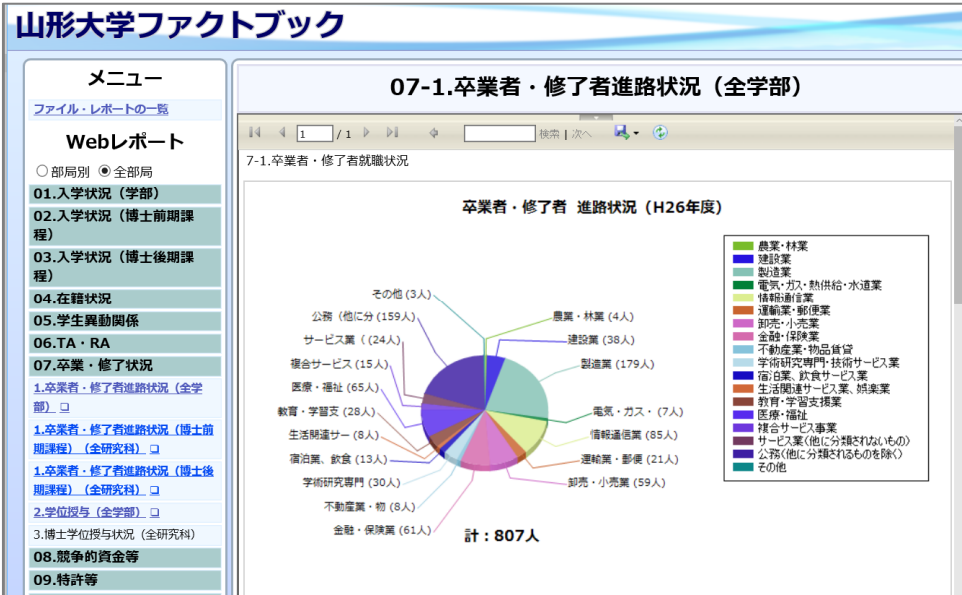 山形大学ファクトブック
メニュー
ファイル・レポートの一覧
Webレポート
部局別 全部局
01.入学状況（学部）
02.入学状況（博士前期課
程）
03.入学状況（博士後期課
程）
04.在籍状況
05.学生異動関係
06.TA・RA
07.卒業・修了状況
1.卒業者・修了者進路状況（全学
部）
1.卒業者・修了者進路状況（博士前
期課程）（全研究科）
1.卒業者・修了者進路状況（博士後
期課程）（全研究科）
2.学位授与（全学部）
3.博士学位授与状況（全研究科）
08.競争的資金等
09.特許等
07-1.卒業者・修了者進路状況（全学部）
1 / 1 検索 | 次へ
7-1.卒業者・修了者就職状況
卒業者・修了者 進路状況（H26年度）
その他 (3人)
公務（他に分 (159人)
サービス業（ (24人)
複合サービス (15人)
医療・福祉 (65人)
教育・学習支 (28人)
生活関連サー (8人)
宿泊業、飲食 (13人)
学術研究専門 (30人)
不動産業・物 (8人)
金融・保険業 (61人)
農業・林業 (4人)
建設業 (38人)
製造業 (179人)
電気・ガス・ (7人)
情報通信業 (85人)
運輸業・郵便 (21人)
卸売・小売業 (59人)
計：807人
農業・林業
建設業
製造業
電気・ガス・熱供給・水道業
情報通信業
運輸業・郵便業
卸売・小売業
金融・保険業
不動産業・物品賃貸
学術研究専門・技術サービス業
宿泊業、飲食サービス業
生活関連サービス業、娯楽業
教育・学習支援業
医療・福祉
複合サービス事業
サービス業(他に分類されないもの)
公務(他に分類されるものを除く)
その他